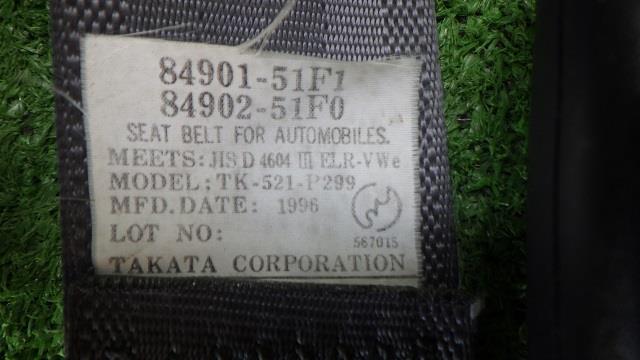 84901-51F1
84902-51F0
SEAT BELT FOR AUTOMOBILES.
MEETS: JIS D 4604 III ELR-VWe
MODEL: TK-521-P299
MFD. DATE: 1996
LOT NO:
567015
TAKATA CORPORATION